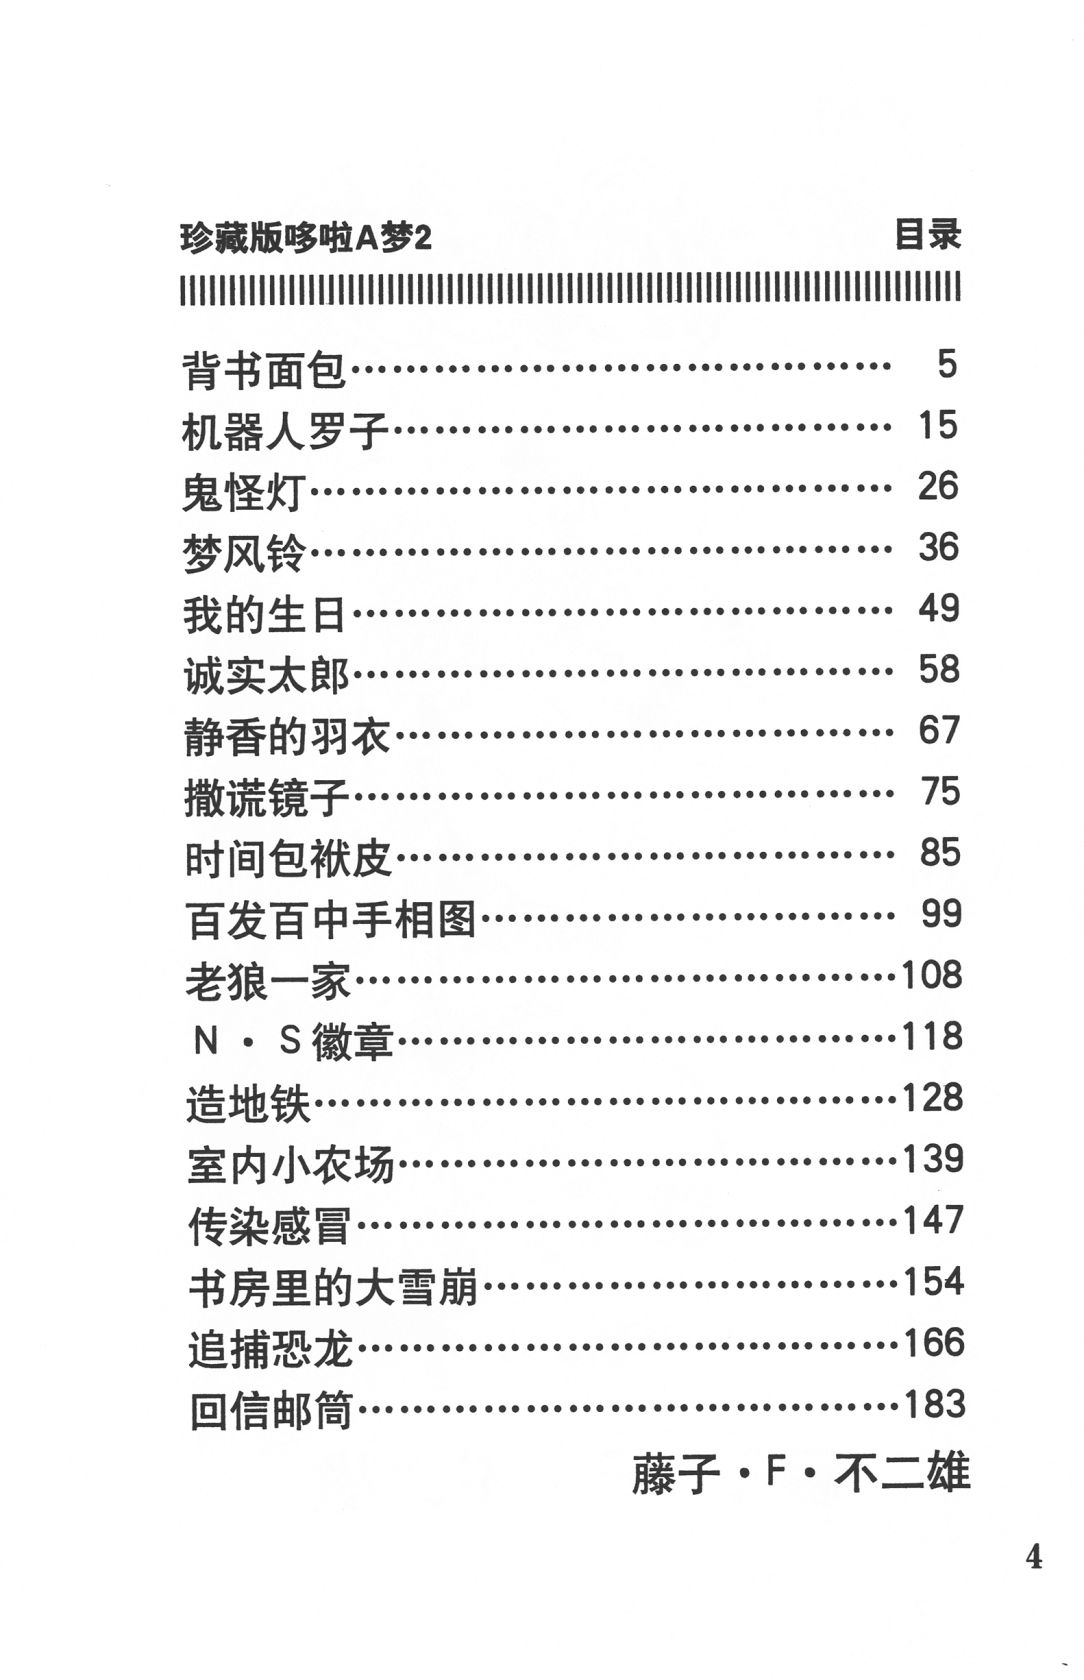 珍藏版哆啦A梦2 目录
背书面包…………………………………… 5
机器人罗子…………………………………… 15
鬼怪灯…………………………………… 26
梦风铃…………………………………… 36
我的生日…………………………………… 49
诚实太郎…………………………………… 58
静香的羽衣…………………………………… 67
撒谎镜子…………………………………… 75
时间包袱皮…………………………………… 85
百发百中手相图…………………………… 99
老狼一家……………………………………108
N·S徽章……………………………………118
造地铁……………………………………128
室内小农场……………………………………139
传染感冒……………………………………147
书房里的大雪崩……………………………154
追捕恐龙……………………………………166
回信邮筒……………………………………183
藤子·F·不二雄
4